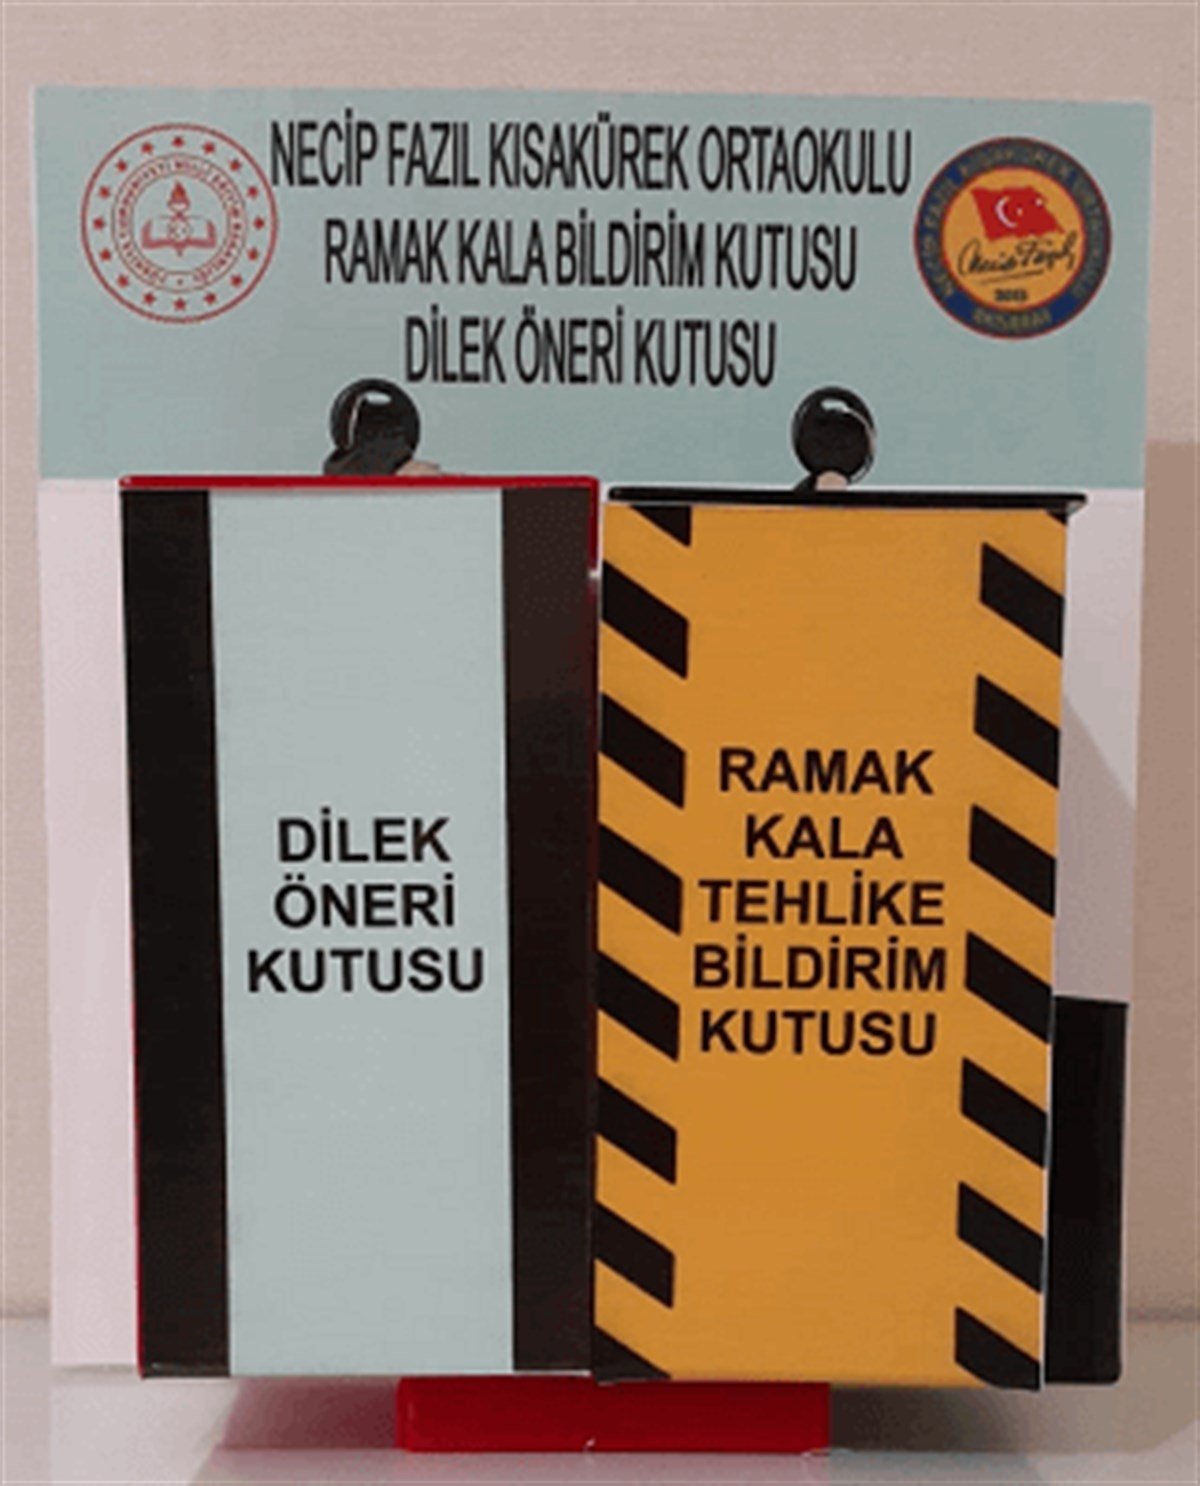 NECİP FAZIL KISAKÜREK ORTAOKULU
RAMAK KALA BİLDİRİM KUTUSU
DİLEK ÖNERİ KUTUSU
DİLEK
ÖNERİ
KUTUSU
RAMAK
KALA
TEHLİKE
BİLDİRİM
KUTUSU